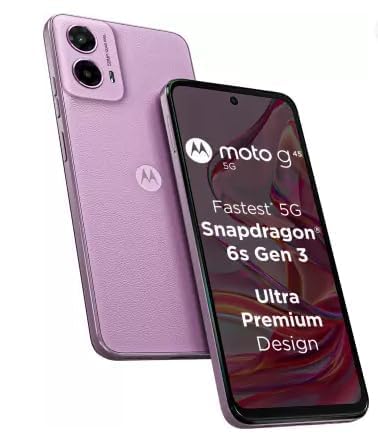 moto g45
5G
Fastest* 5G
Snapdragon®
6s Gen 3
Ultra
Premium
Design